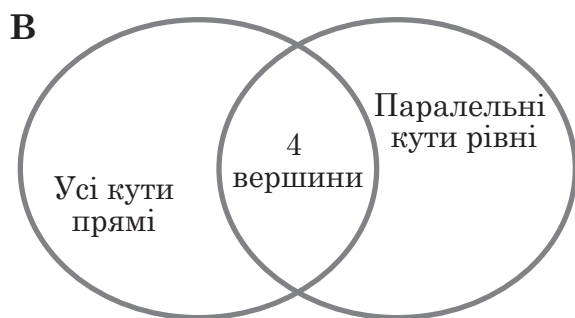 В
Усі кути
прямі
4
вершини
Паралельні
кути рівні